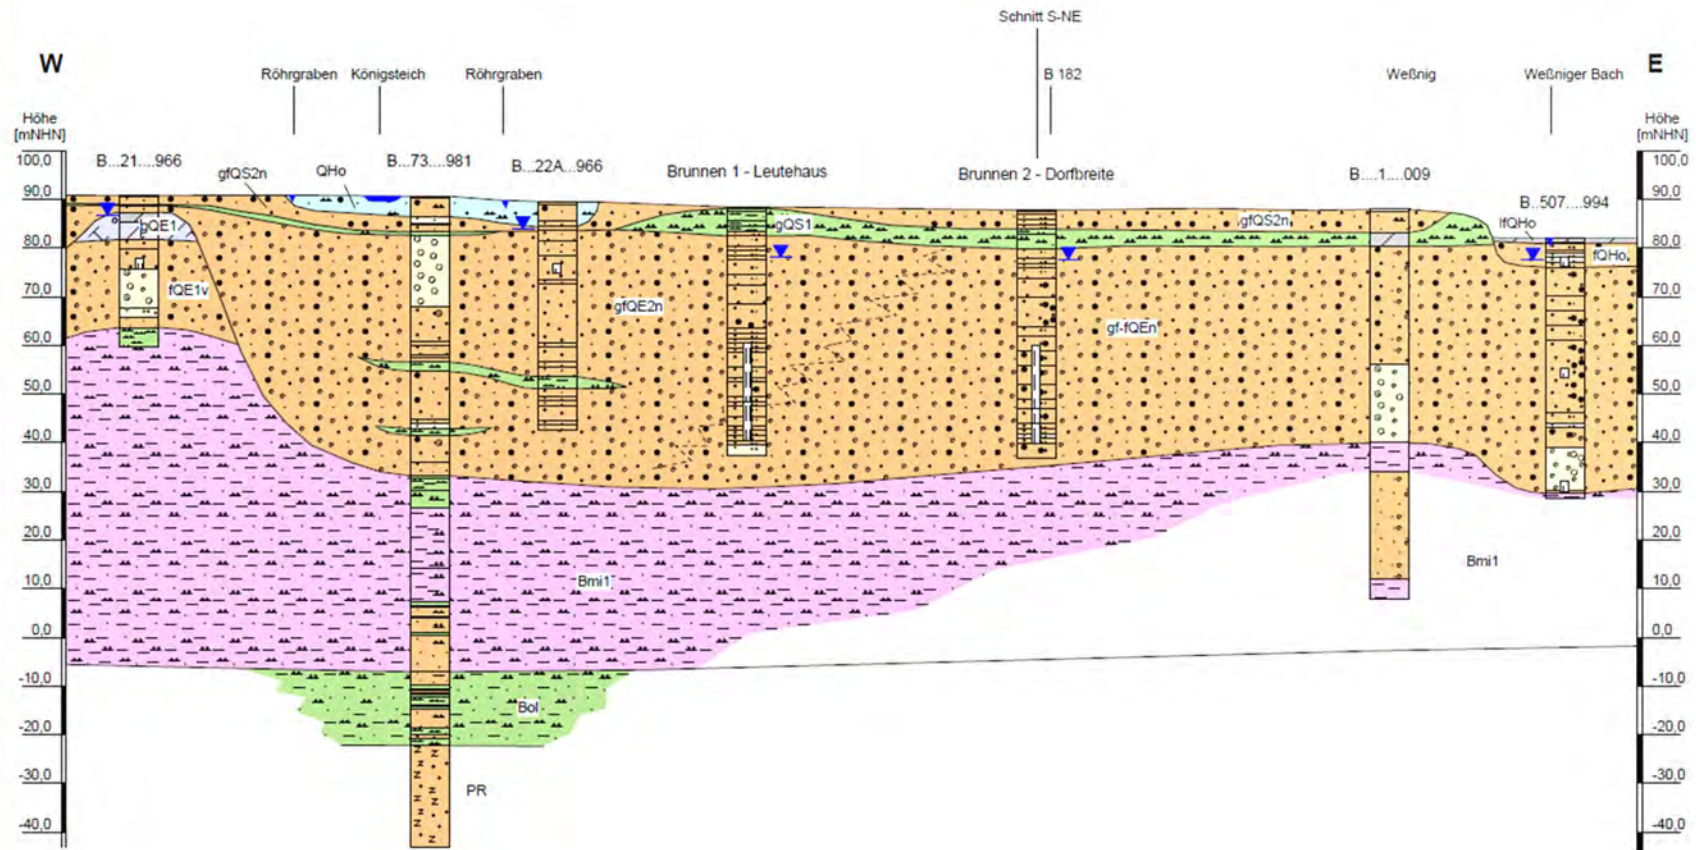 Schnitt S-NE
W
Röhrgraben
Königsteich
Röhrgraben
B 182
Weßnig
Weßniger Bach
E
Höhe
[mNHN]
Höhe
[mNHN]
B...21....966
gfQS2n
QHo
B...73....981
B...22A...966
Brunnen 1 - Leutehaus
Brunnen 2 - Dorfbreite
B....1....009
B..507....994
100,0
90,0
80,0
70,0
60,0
50,0
40,0
30,0
20,0
10,0
0,0
-10,0
-20,0
-30,0
-40,0
gQE1
fQE1v
gQS1
gfQS2n
lfQHo
fQHo
gfQE2n
gf-fQEn
Bmi1
Bmi1
Bol
PR
100,0
90,0
80,0
70,0
60,0
50,0
40,0
30,0
20,0
10,0
0,0
-10,0
-20,0
-30,0
-40,0